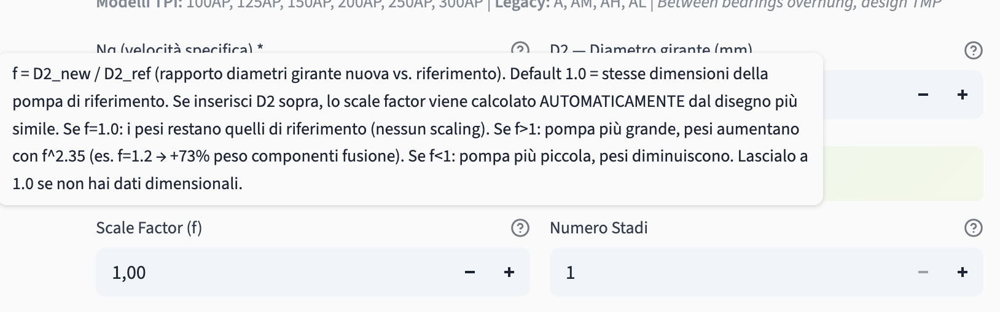 Modelli TPI: 100AP, 125AP, 150AP, 200AP, 250AP, 300AP | Legacy: A, AM, AH, AL | Between bearings overhung, design TMP
Nq (velocità specifica) *
D2 — Diametro girante (mm)
f = D2_new / D2_ref (rapporto diametri girante nuova vs. riferimento). Default 1.0 = stesse dimensioni della
pompa di riferimento. Se inserisci D2 sopra, lo scale factor viene calcolato AUTOMATICAMENTE dal disegno più
simile. Se f=1.0: i pesi restano quelli di riferimento (nessun scaling). Se f>1: pompa più grande, pesi aumentano
con f^2.35 (es. f=1.2 → +73% peso componenti fusione). Se f<1: pompa più piccola, pesi diminuiscono. Lascialo a
1.0 se non hai dati dimensionali.
Scale Factor (f)
Numero Stadi
1,00
1